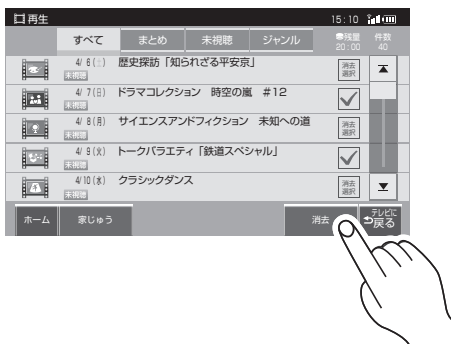 再生 15:10
すべて まとめ 未視聴 ジャンル 残量 20:00 件数 40
4/ 6(土) 歴史探訪「知られざる平安京」 消去選択
未視聴
4/ 7(日) ドラマコレクション 時空の嵐 #12
未視聴
4/ 8(月) サイエンスアンドフィクション 未知への道 消去選択
未視聴
4/ 9(火) トークバラエティ「鉄道スペシャル」
未視聴
4/10(水) クラシックダンス 消去選択
未視聴
ホーム 家じゅう 消去 テレビに戻る